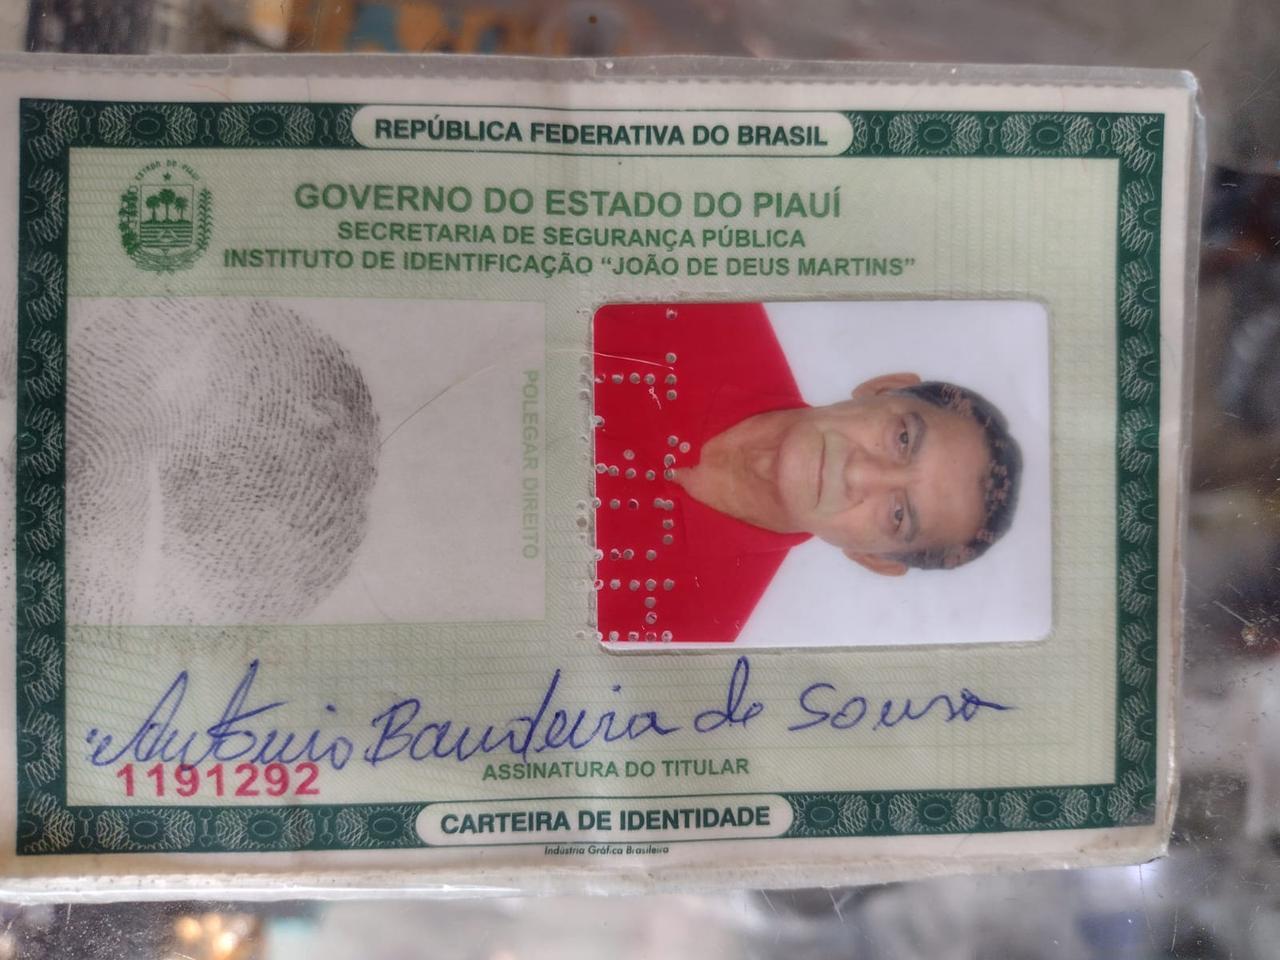 REPÚBLICA FEDERATIVA DO BRASIL
ESTADO DO PIAUÍ
GOVERNO DO ESTADO DO PIAUÍ
SECRETARIA DE SEGURANÇA PÚBLICA
INSTITUTO DE IDENTIFICAÇÃO “JOÃO DE DEUS MARTINS”
POLEGAR DIREITO
Antônio Bandeira de Sousa
1191292
ASSINATURA DO TITULAR
CARTEIRA DE IDENTIDADE
Indústria Gráfica Brasileira